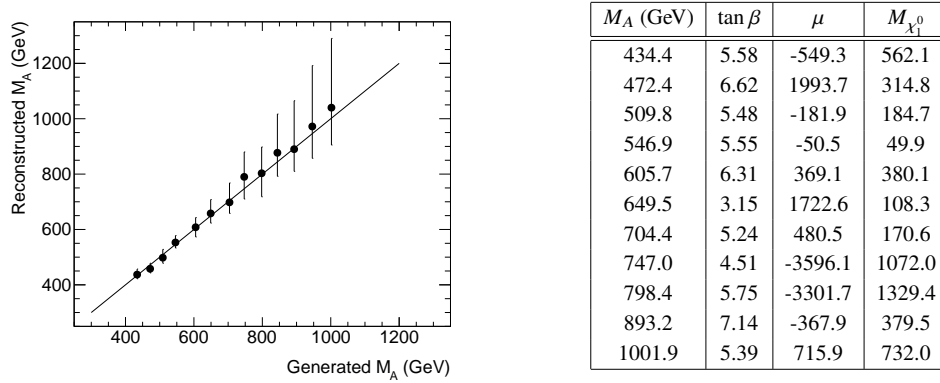 Reconstructed M_A (GeV)
1200
1000
800
600
400
400 600 800 1000 1200
Generated M_A (GeV)
M_A (GeV) tan β μ M_χ₁⁰
434.4 5.58 -549.3 562.1
472.4 6.62 1993.7 314.8
509.8 5.48 -181.9 184.7
546.9 5.55 -50.5 49.9
605.7 6.31 369.1 380.1
649.5 3.15 1722.6 108.3
704.4 5.24 480.5 170.6
747.0 4.51 -3596.1 1072.0
798.4 5.75 -3301.7 1329.4
893.2 7.14 -367.9 379.5
1001.9 5.39 715.9 732.0